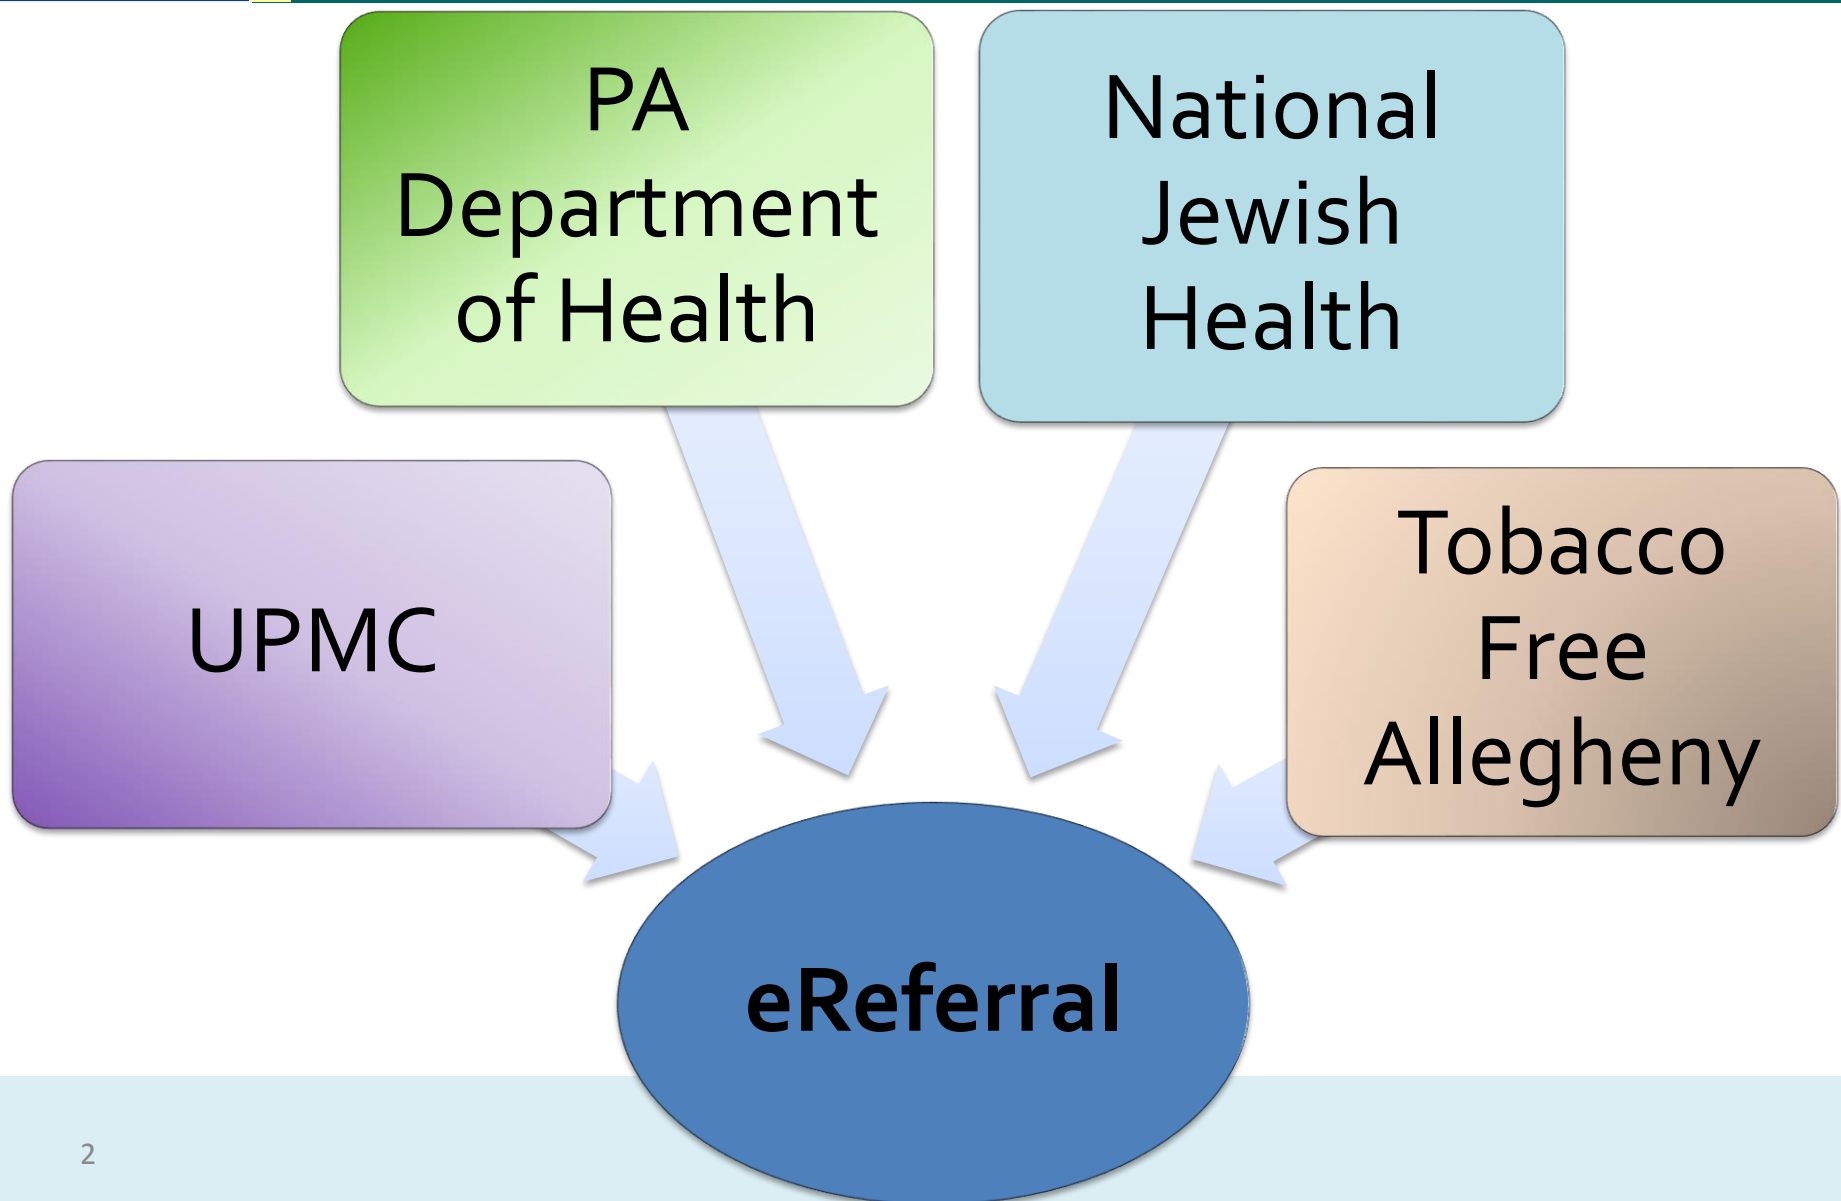 PA
Department
of Health
National
Jewish
Health
UPMC
Tobacco
Free
Allegheny
eReferral
2